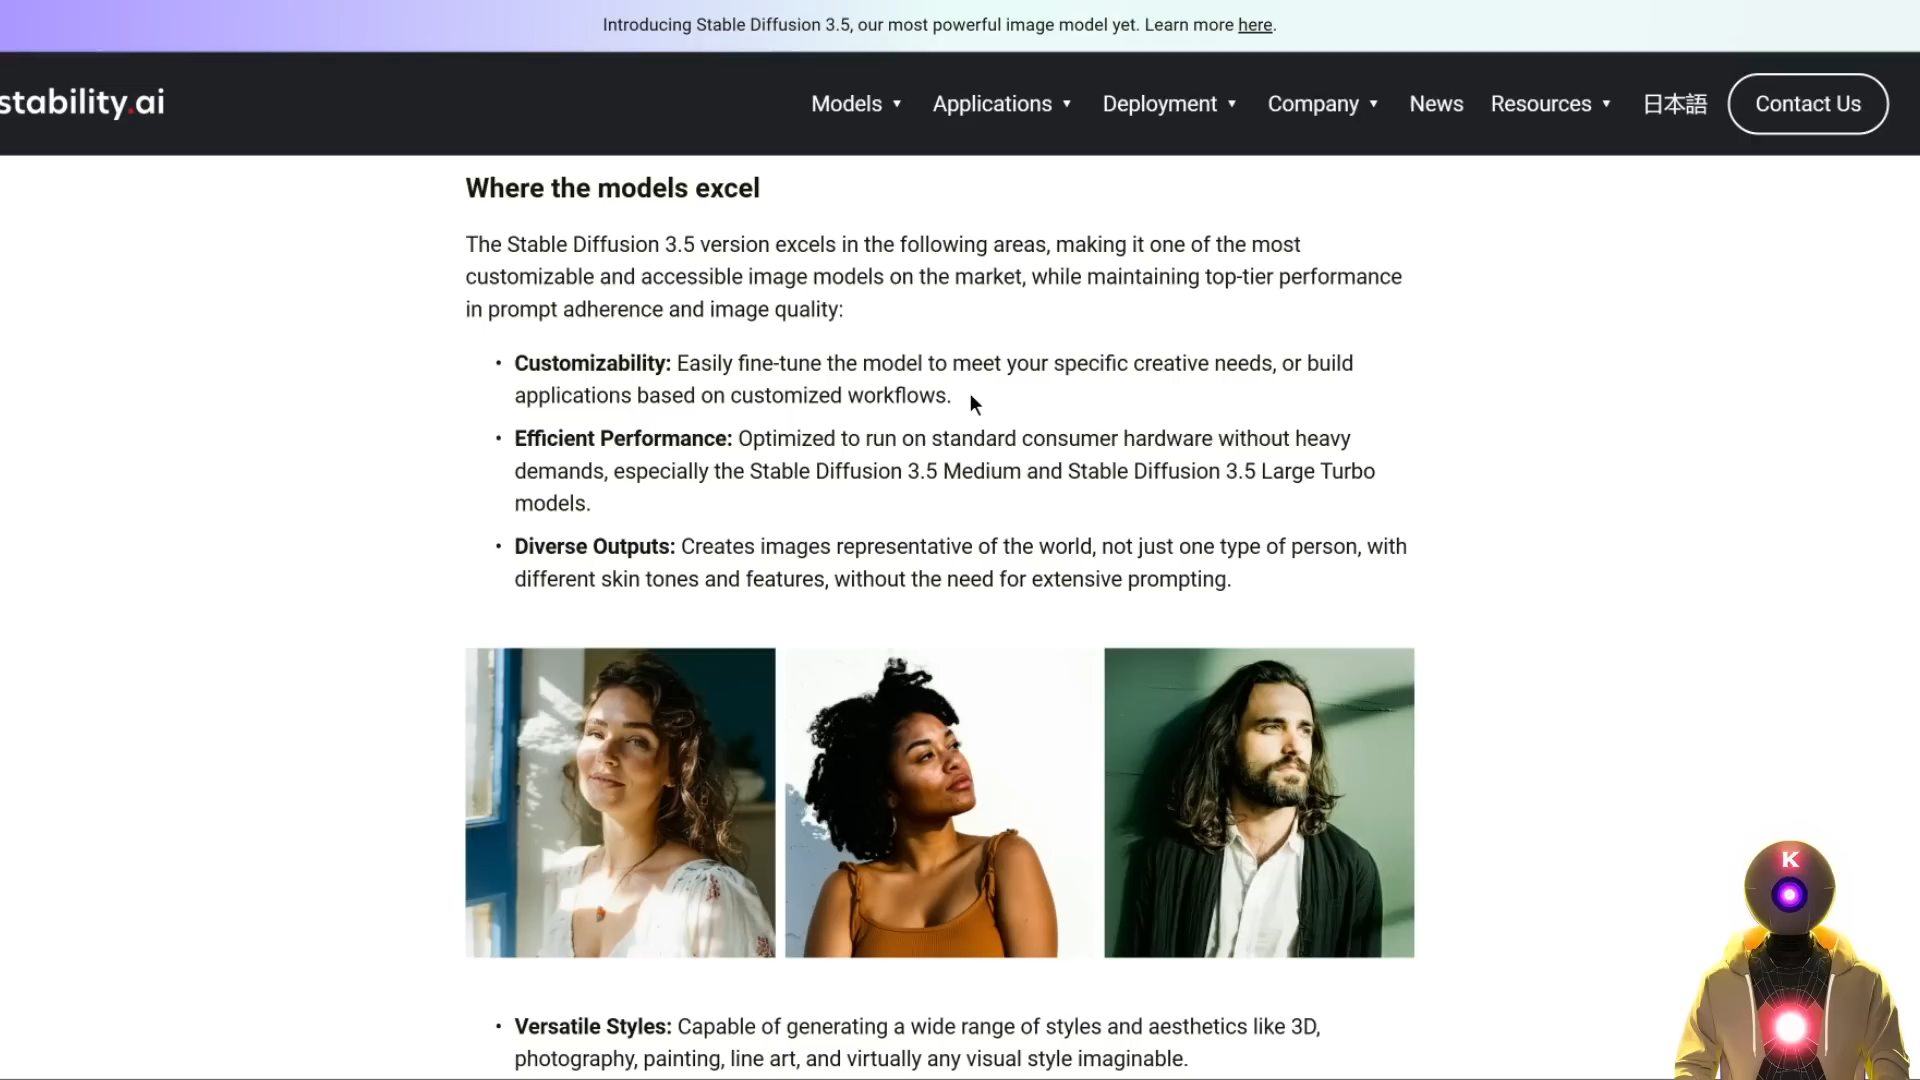 Introducing Stable Diffusion 3.5, our most powerful image model yet. Learn more here.
stability.ai
Models ▼ Applications ▼ Deployment ▼ Company ▼ News Resources ▼ 日本語 Contact Us
Where the models excel
The Stable Diffusion 3.5 version excels in the following areas, making it one of the most
customizable and accessible image models on the market, while maintaining top-tier performance
in prompt adherence and image quality:
• Customizability: Easily fine-tune the model to meet your specific creative needs, or build
applications based on customized workflows.
• Efficient Performance: Optimized to run on standard consumer hardware without heavy
demands, especially the Stable Diffusion 3.5 Medium and Stable Diffusion 3.5 Large Turbo
models.
• Diverse Outputs: Creates images representative of the world, not just one type of person, with
different skin tones and features, without the need for extensive prompting.
K
• Versatile Styles: Capable of generating a wide range of styles and aesthetics like 3D,
photography, painting, line art, and virtually any visual style imaginable.